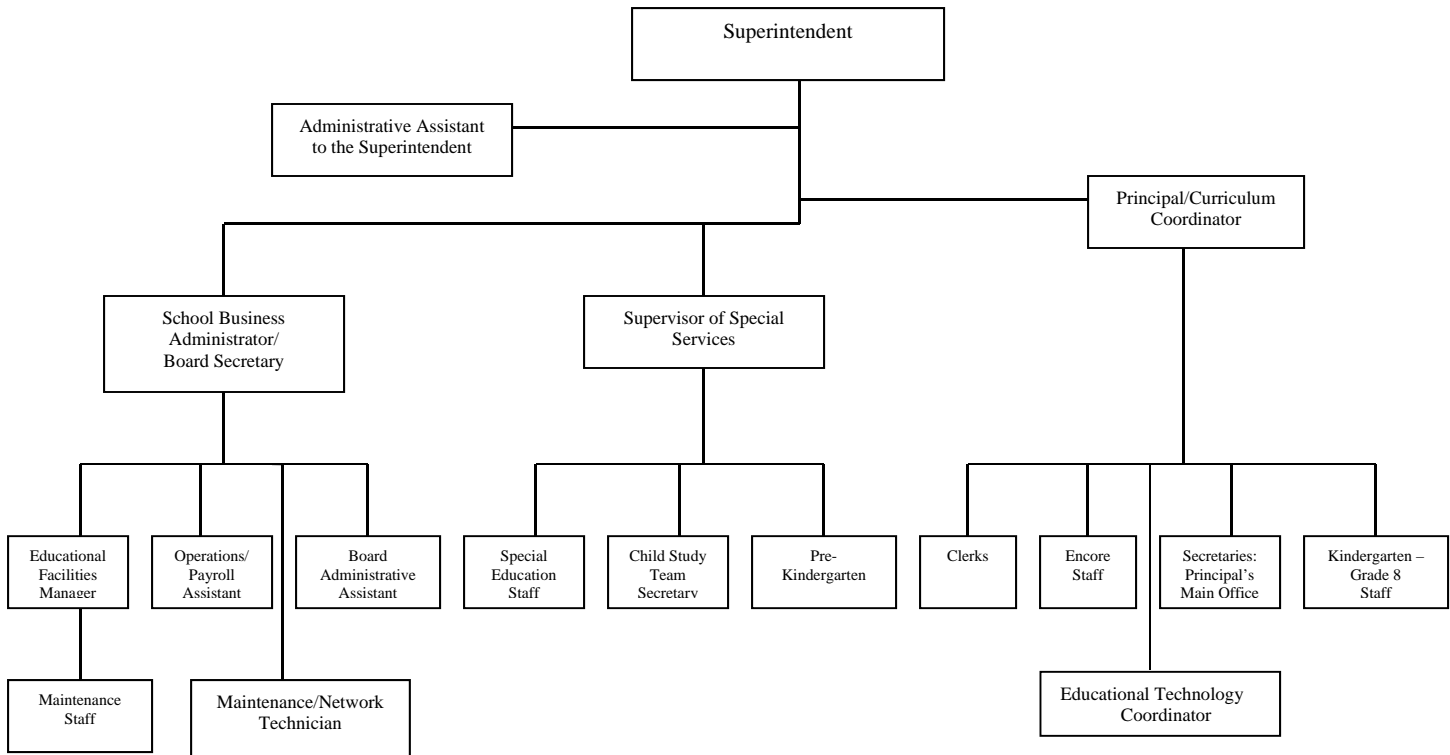 Superintendent
Administrative Assistant
to the Superintendent
Principal/Curriculum
Coordinator
School Business
Administrator/
Board Secretary
Supervisor of Special
Services
Educational
Facilities
Manager
Operations/
Payroll
Assistant
Board
Administrative
Assistant
Special
Education
Staff
Child Study
Team
Secretary
Pre-
Kindergarten
Clerks
Encore
Staff
Secretaries:
Principal's
Main Office
Kindergarten –
Grade 8
Staff
Maintenance
Staff
Maintenance/Network
Technician
Educational Technology
Coordinator